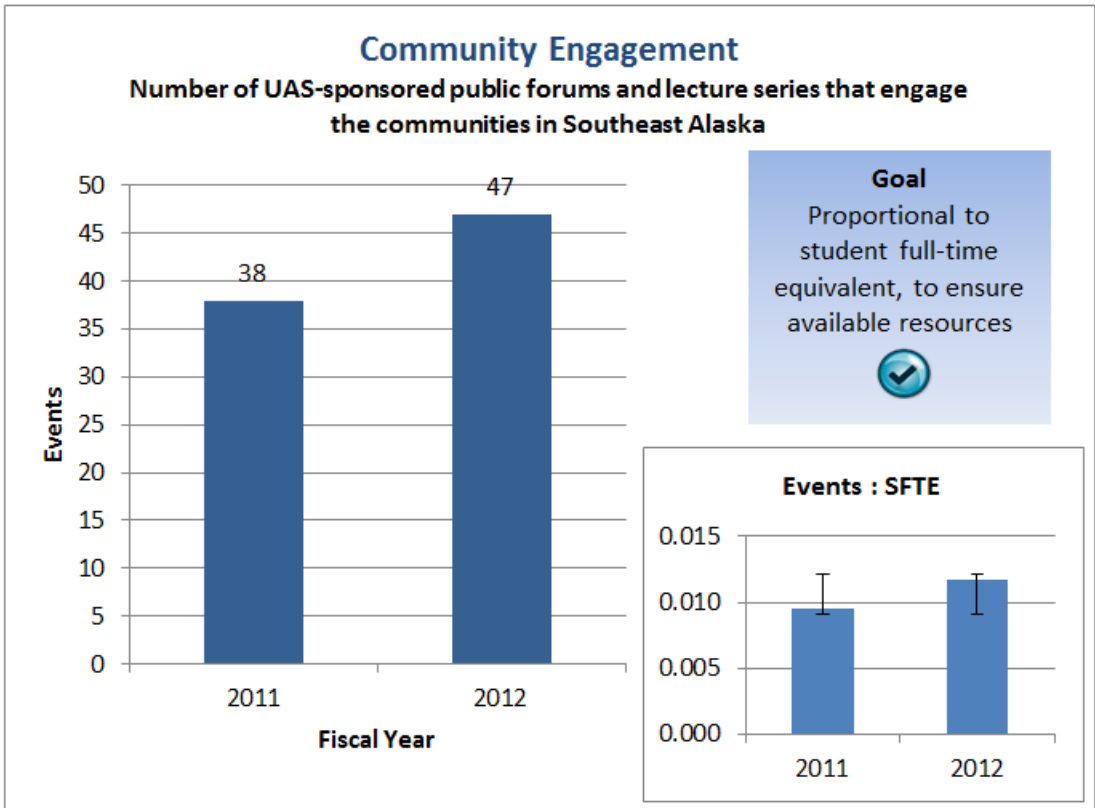 Community Engagement
Number of UAS-sponsored public forums and lecture series that engage
the communities in Southeast Alaska
50
45
40
35
30
25
20
15
10
5
0
Events
38
47
2011
2012
Fiscal Year
Goal
Proportional to
student full-time
equivalent, to ensure
available resources
Events : SFTE
0.015
0.010
0.005
0.000
2011
2012